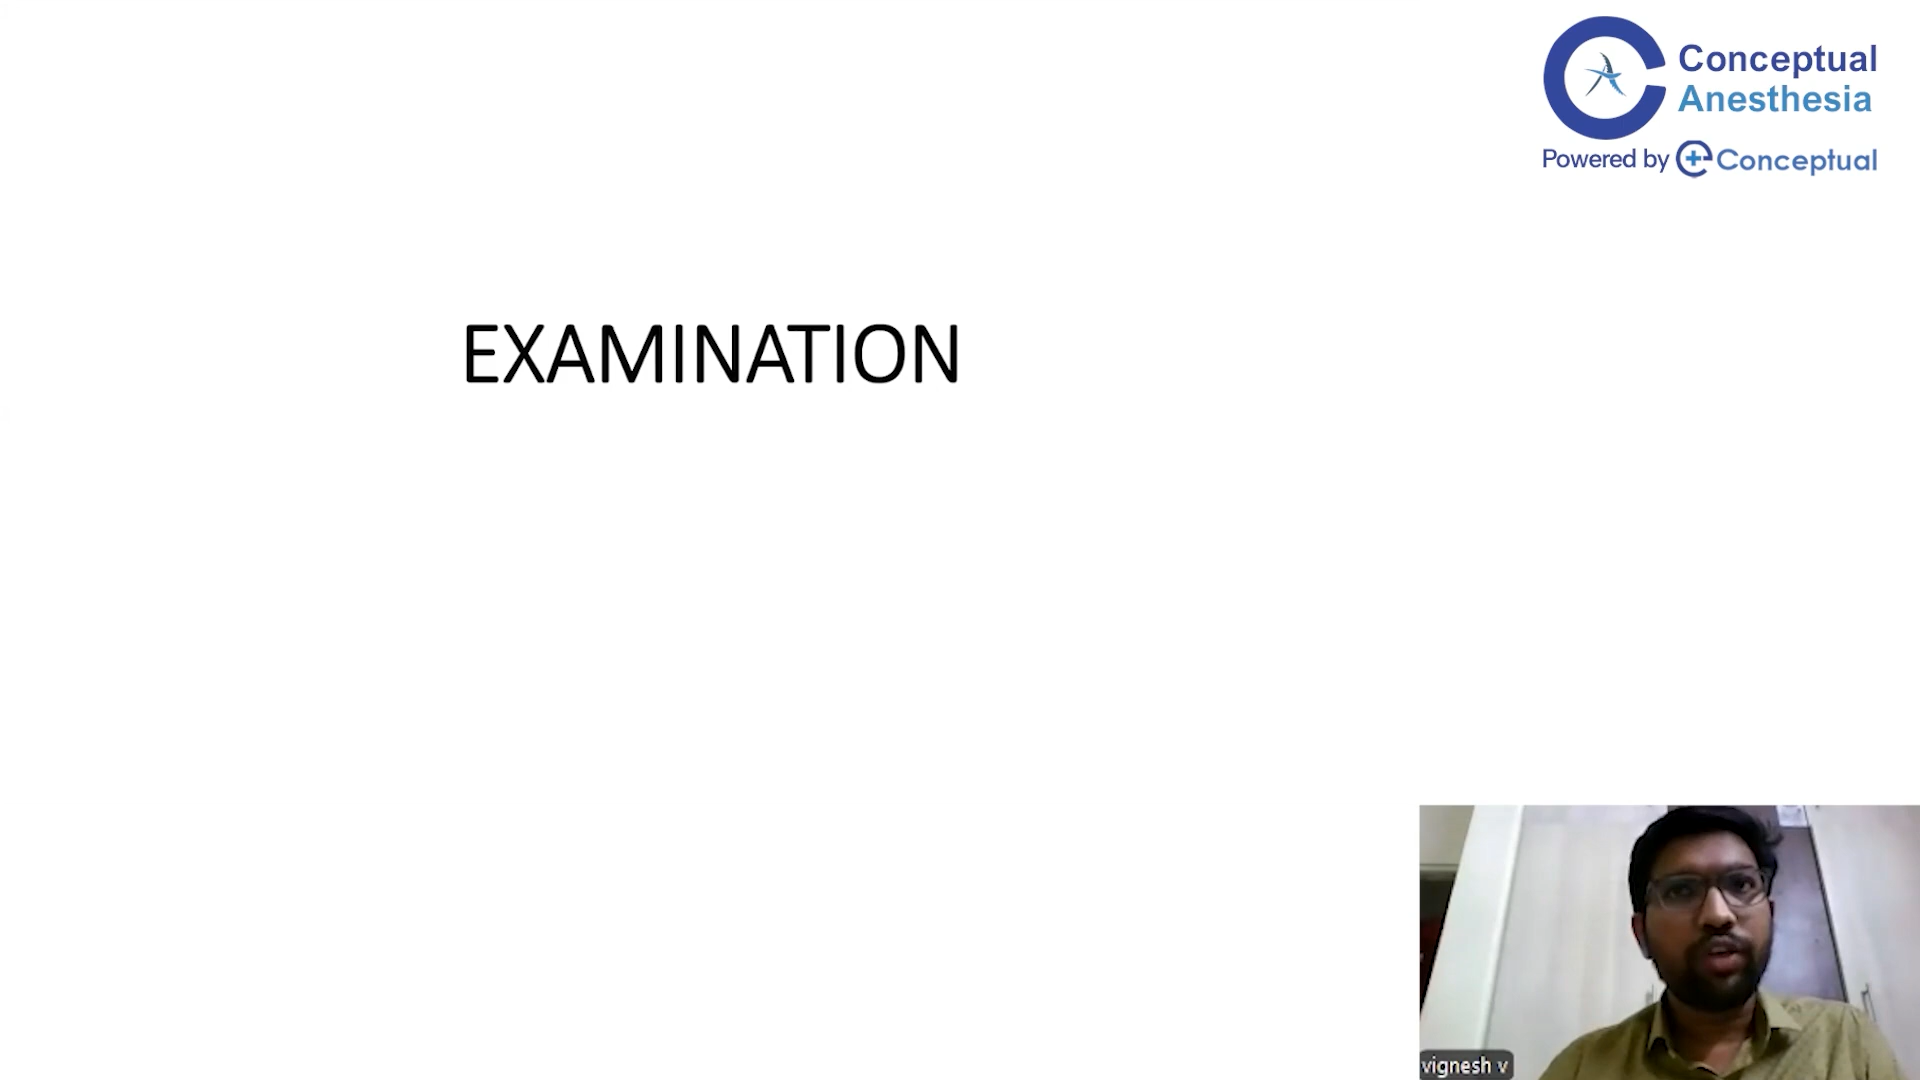 Conceptual
Anesthesia
Powered by Conceptual
EXAMINATION
vignesh v